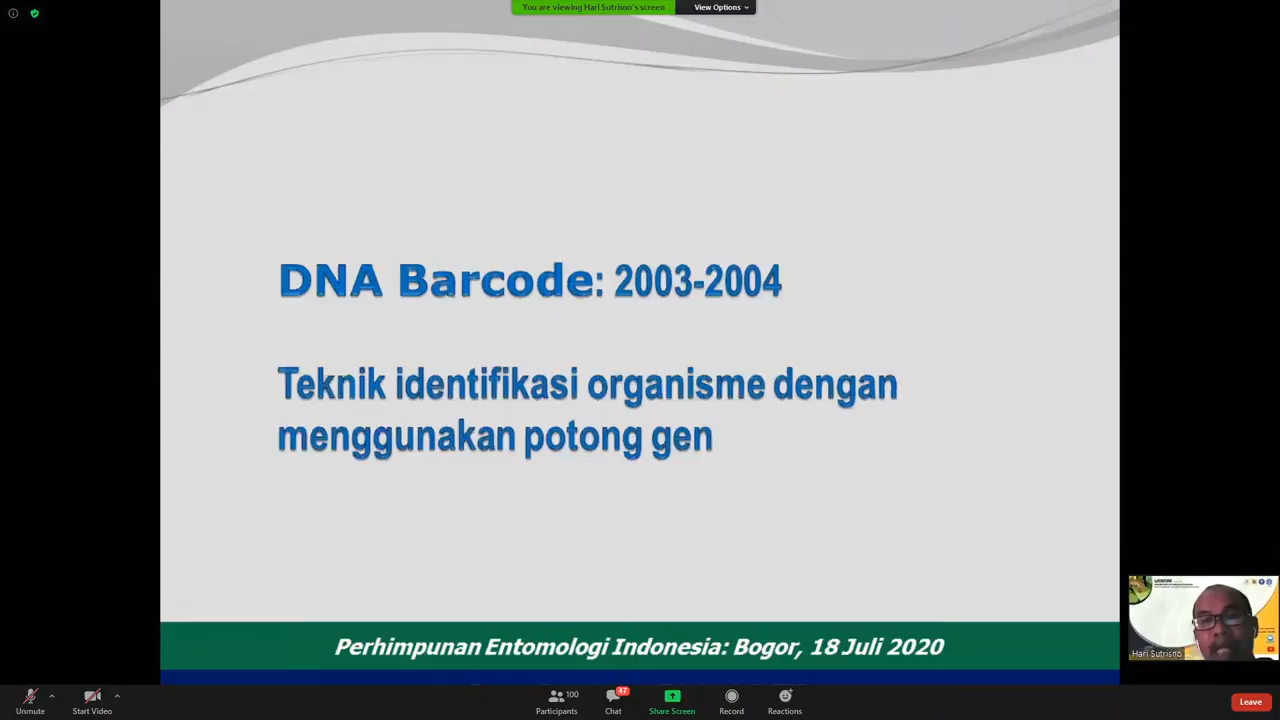 You are viewing Hari Sutrisno's screen
View Options
DNA Barcode: 2003-2004
Teknik identifikasi organisme dengan
menggunakan potong gen
Perhimpunan Entomologi Indonesia: Bogor, 18 Juli 2020
Hari Sutrisno
Unmute
Start Video
100
Participants
47
Chat
Share Screen
Record
Reactions
Leave